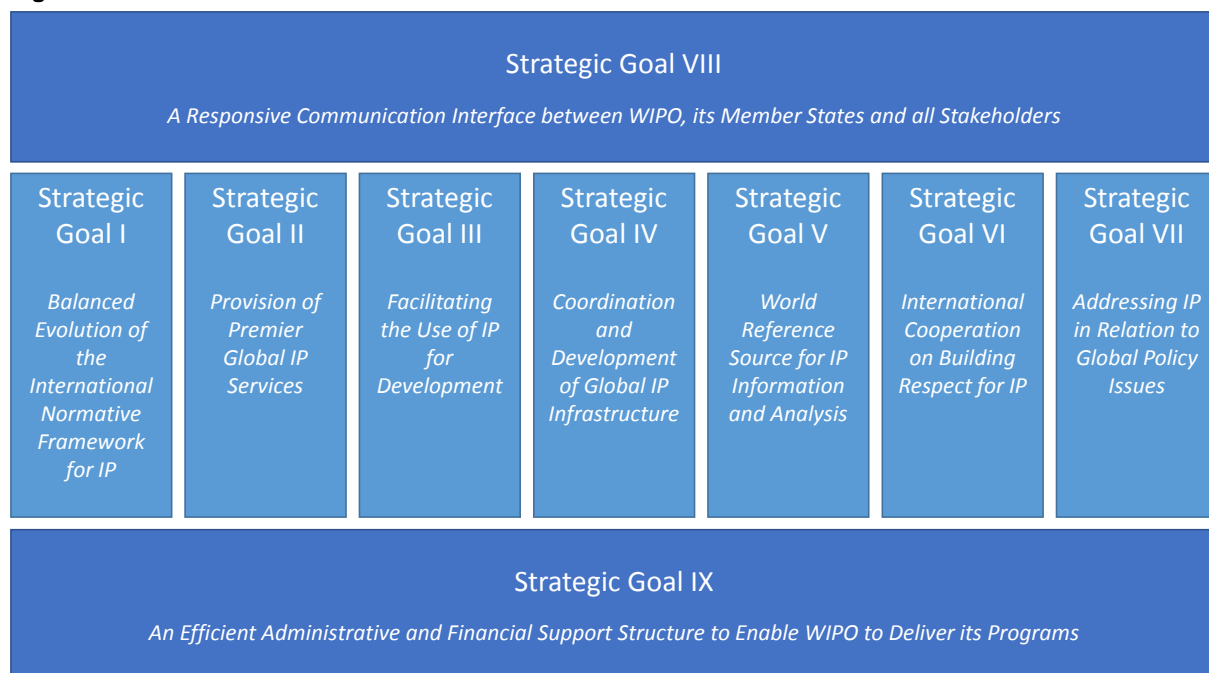 Strategic Goal VIII
A Responsive Communication Interface between WIPO, its Member States and all Stakeholders
Strategic
Goal I
Balanced
Evolution of
the
International
Normative
Framework
for IP
Strategic
Goal II
Provision of
Premier
Global IP
Services
Strategic
Goal III
Facilitating
the Use of IP
for
Development
Strategic
Goal IV
Coordination
and
Development
of Global IP
Infrastructure
Strategic
Goal V
World
Reference
Source for IP
Information
and Analysis
Strategic
Goal VI
International
Cooperation
on Building
Respect for IP
Strategic
Goal VII
Addressing IP
in Relation to
Global Policy
Issues
Strategic Goal IX
An Efficient Administrative and Financial Support Structure to Enable WIPO to Deliver its Programs